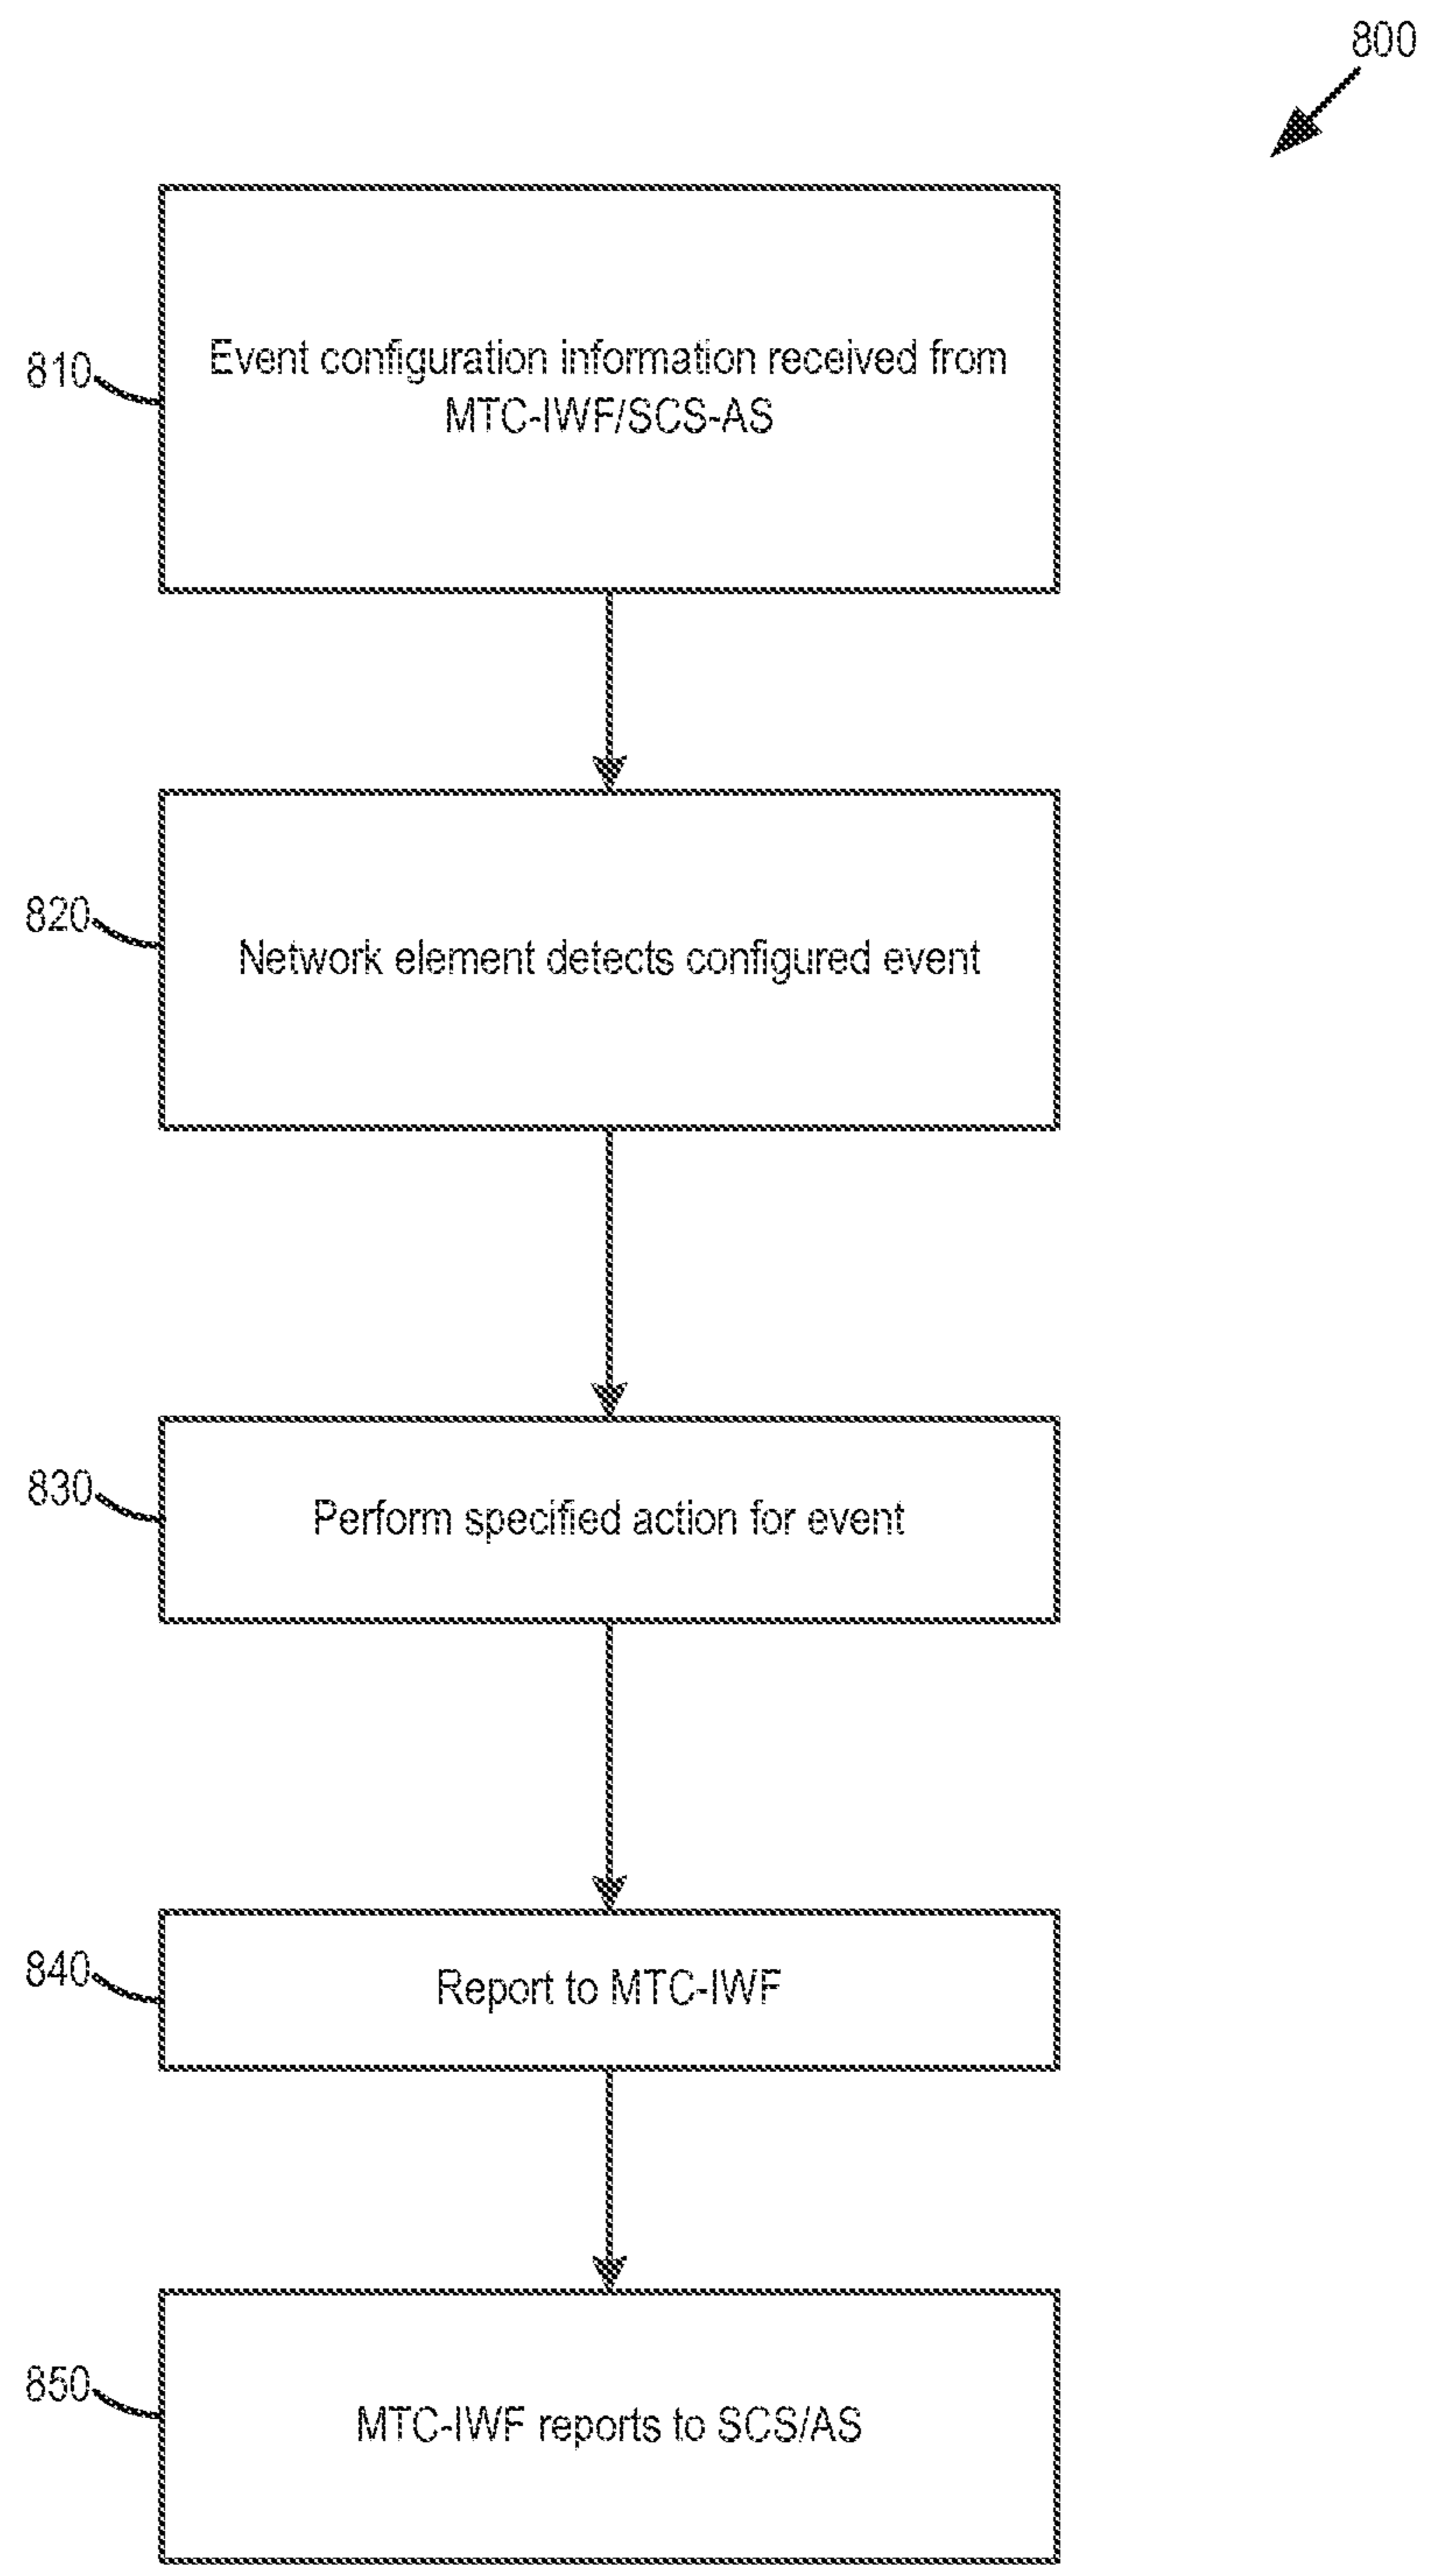 800
810
Event configuration information received from
MTC-IWF/SCS-AS
820
Network element detects configured event
830
Perform specified action for event
840
Report to MTC-IWF
850
MTC-IWF reports to SCS/AS